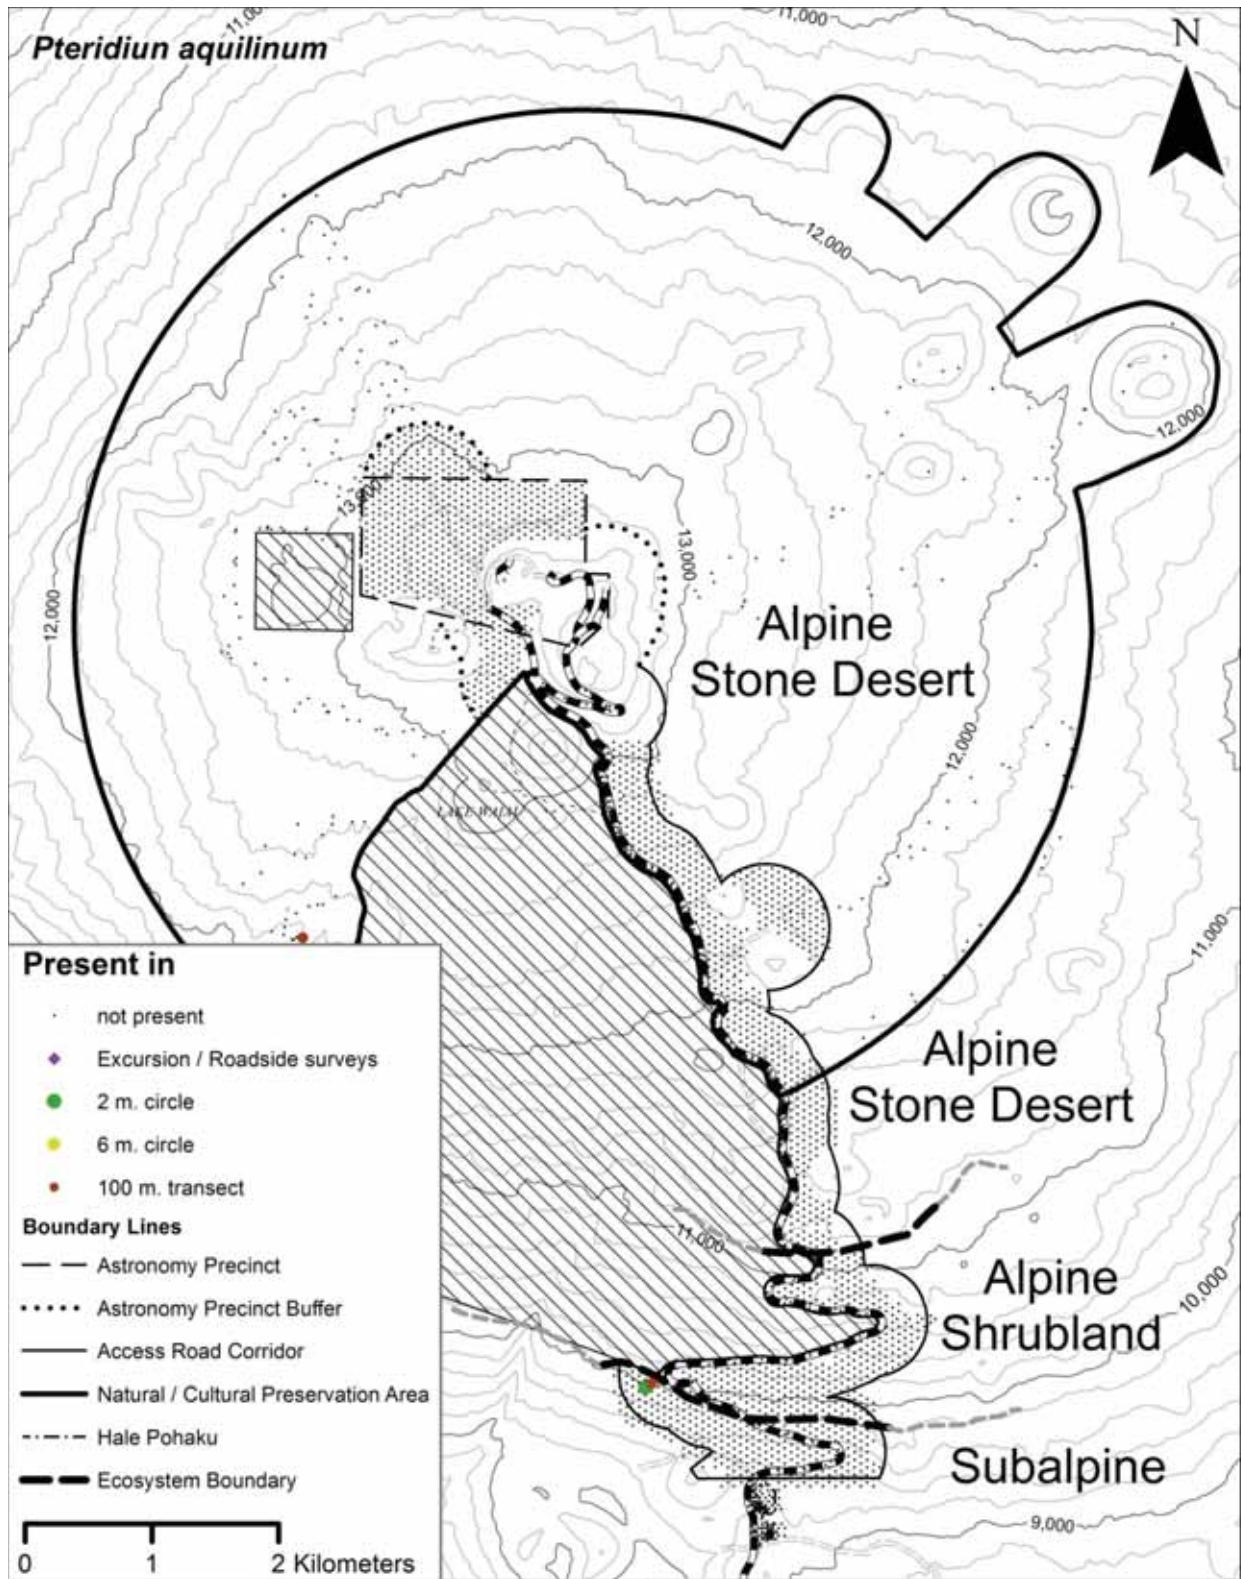 11,000
11,000
Pteridiun aquilinum
N
12,000
12,000
13,000
13,000
12,000
Alpine
Stone Desert
12,000
LAKE WAIAU
11,000
Alpine
Stone Desert
11,000
Alpine
Shrubland
10,000
Subalpine
9,000
Present in
not present
Excursion / Roadside surveys
2 m. circle
6 m. circle
100 m. transect
Boundary Lines
Astronomy Precinct
Astronomy Precinct Buffer
Access Road Corridor
Natural / Cultural Preservation Area
Hale Pohaku
Ecosystem Boundary
0 1 2 Kilometers